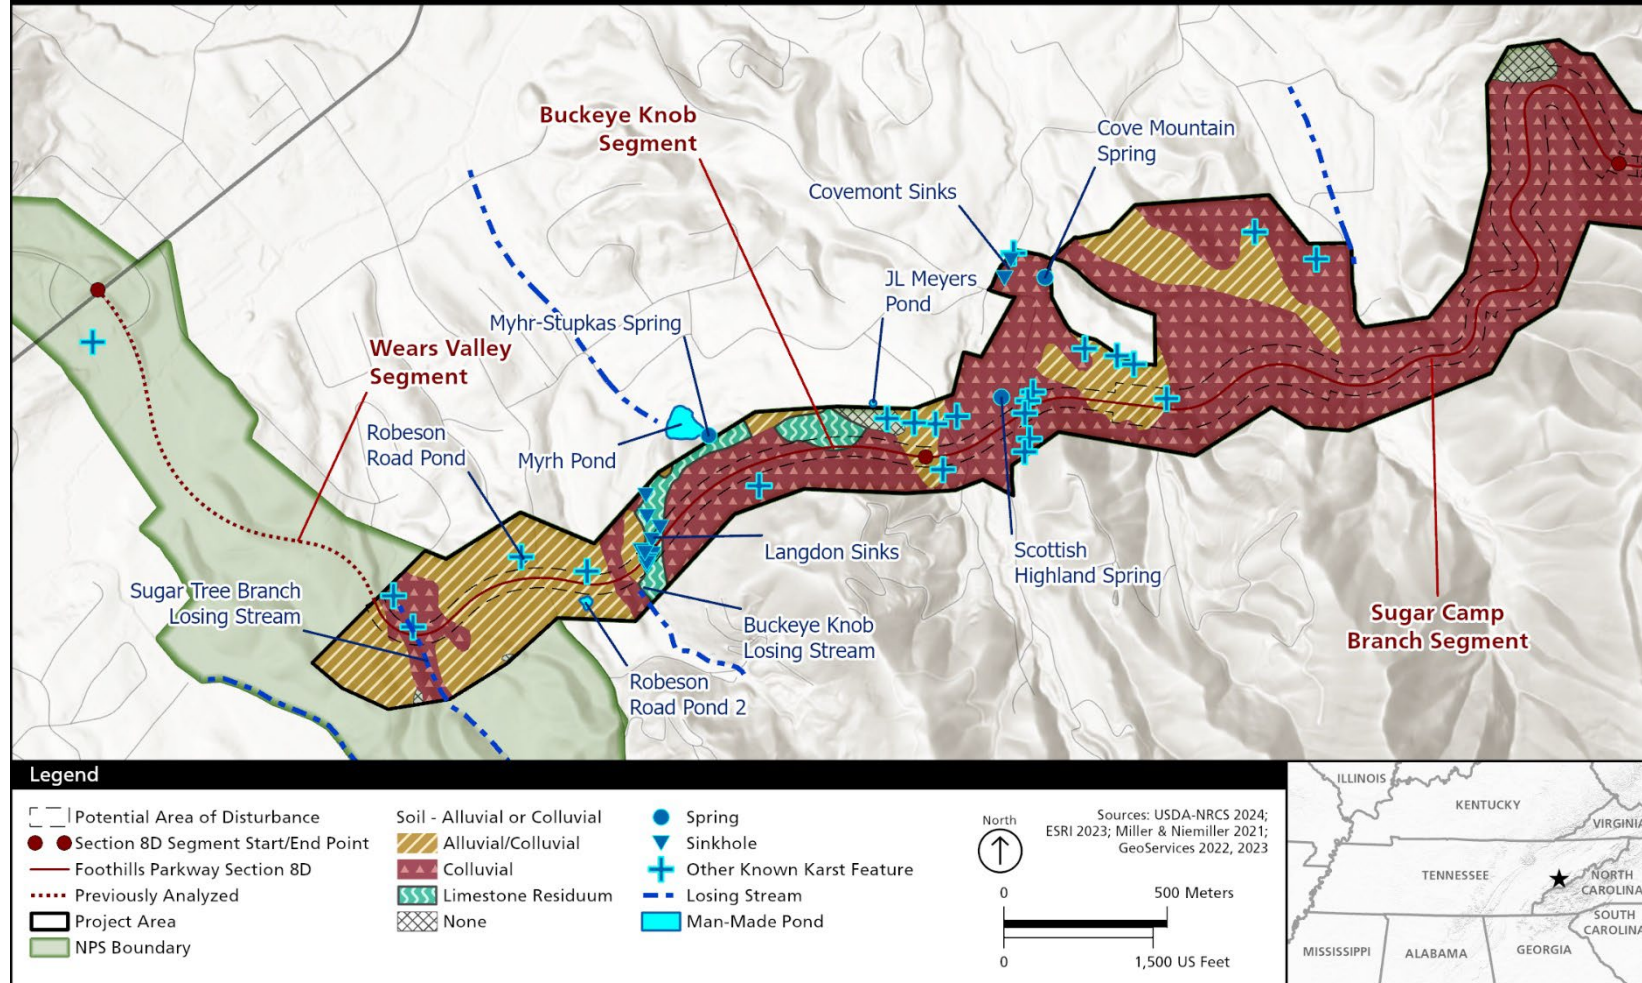 Buckeye Knob
Segment
Cove Mountain
Spring
Covemont Sinks
JL Meyers
Pond
Myhr-Stupkas Spring
Wears Valley
Segment
Robeson
Road Pond
Myrh Pond
Langdon Sinks
Scottish
Highland Spring
Sugar Tree Branch
Losing Stream
Buckeye Knob
Losing Stream
Sugar Camp
Branch Segment
Robeson
Road Pond 2
Legend
Potential Area of Disturbance
Section 8D Segment Start/End Point
Foothills Parkway Section 8D
Previously Analyzed
Project Area
NPS Boundary
Soil - Alluvial or Colluvial
Alluvial/Colluvial
Colluvial
Limestone Residuum
None
Spring
Sinkhole
Other Known Karst Feature
Losing Stream
Man-Made Pond
North
Sources: USDA-NRCS 2024;
ESRI 2023; Miller & Niemiller 2021;
GeoServices 2022, 2023
0 500 Meters
0 1,500 US Feet
ILLINOIS
KENTUCKY
VIRGINIA
TENNESSEE
NORTH
CAROLINA
SOUTH
CAROLINA
MISSISSIPPI
ALABAMA
GEORGIA